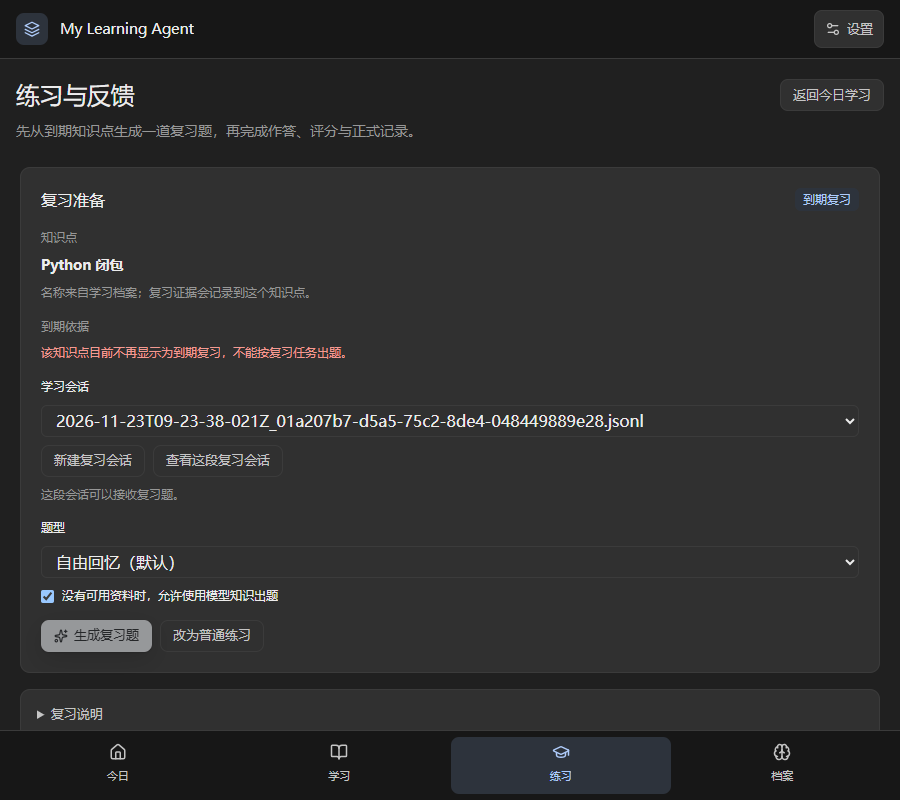 My Learning Agent
设置
练习与反馈
返回今日学习
先从到期知识点生成一道复习题，再完成作答、评分与正式记录。
复习准备
到期复习
知识点
Python 闭包
名称来自学习档案；复习证据会记录到这个知识点。
到期依据
该知识点目前不再显示为到期复习，不能按复习任务出题。
学习会话
2026-11-23T09-23-38-021Z_01a207b7-d5a5-75c2-8de4-048449889e28.jsonl
新建复习会话
查看这段复习会话
这段会话可以接收复习题。
题型
自由回忆（默认）
没有可用资料时，允许使用模型知识出题
生成复习题
改为普通练习
复习说明
今日
学习
练习
档案